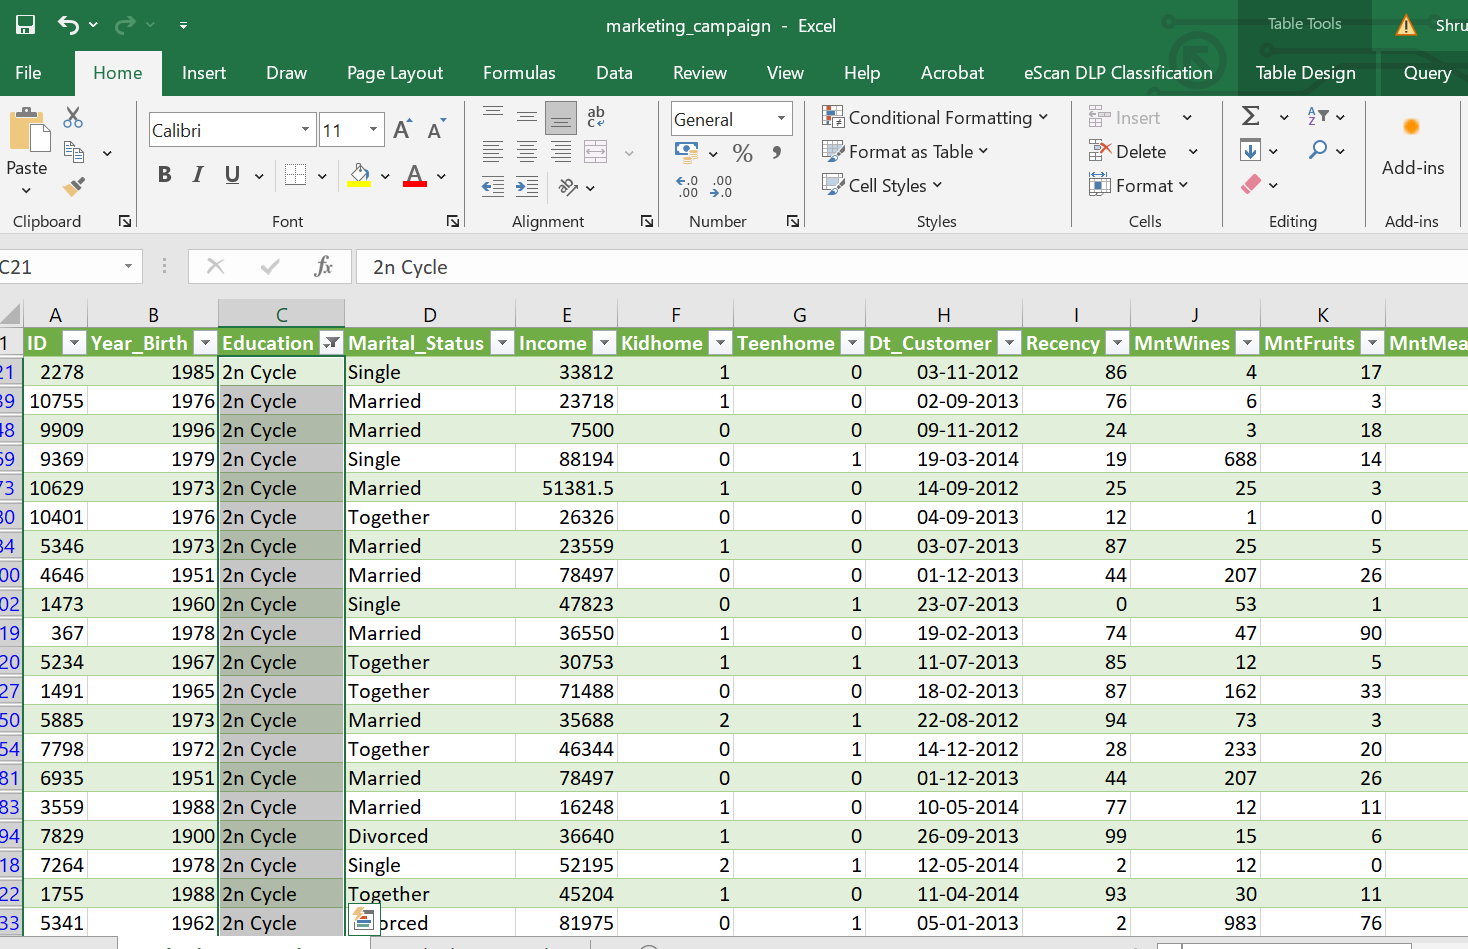 marketing_campaign - Excel
Table Tools
Shru
File Home Insert Draw Page Layout Formulas Data Review View Help Acrobat eScan DLP Classification Table Design Query
Calibri 11
ab
General
Conditional Formatting
Insert
Σ
Paste
B I U A
% ,
Format as Table
Delete
Add-ins
Cell Styles
Format
Clipboard Font Alignment Number Styles Cells Editing Add-ins
C21 fx 2n Cycle
A B C D E F G H I J K
1 ID Year_Birth Education Marital_Status Income Kidhome Teenhome Dt_Customer Recency MntWines MntFruits MntMea
21 2278 1985 2n Cycle Single 33812 1 0 03-11-2012 86 4 17
39 10755 1976 2n Cycle Married 23718 1 0 02-09-2013 76 6 3
48 9909 1996 2n Cycle Married 7500 0 0 09-11-2012 24 3 18
69 9369 1979 2n Cycle Single 88194 0 1 19-03-2014 19 688 14
73 10629 1973 2n Cycle Married 51381.5 1 0 14-09-2012 25 25 3
80 10401 1976 2n Cycle Together 26326 0 0 04-09-2013 12 1 0
84 5346 1973 2n Cycle Married 23559 1 0 03-07-2013 87 25 5
00 4646 1951 2n Cycle Married 78497 0 0 01-12-2013 44 207 26
02 1473 1960 2n Cycle Single 47823 0 1 23-07-2013 0 53 1
19 367 1978 2n Cycle Married 36550 1 0 19-02-2013 74 47 90
20 5234 1967 2n Cycle Together 30753 1 1 11-07-2013 85 12 5
27 1491 1965 2n Cycle Together 71488 0 0 18-02-2013 87 162 33
50 5885 1973 2n Cycle Married 35688 2 1 22-08-2012 94 73 3
54 7798 1972 2n Cycle Together 46344 0 1 14-12-2012 28 233 20
81 6935 1951 2n Cycle Married 78497 0 0 01-12-2013 44 207 26
83 3559 1988 2n Cycle Married 16248 1 0 10-05-2014 77 12 11
94 7829 1900 2n Cycle Divorced 36640 1 0 26-09-2013 99 15 6
18 7264 1978 2n Cycle Single 52195 2 1 12-05-2014 2 12 0
22 1755 1988 2n Cycle Together 45204 1 0 11-04-2014 93 30 11
33 5341 1962 2n Cycle orced 81975 0 1 05-01-2013 2 983 76